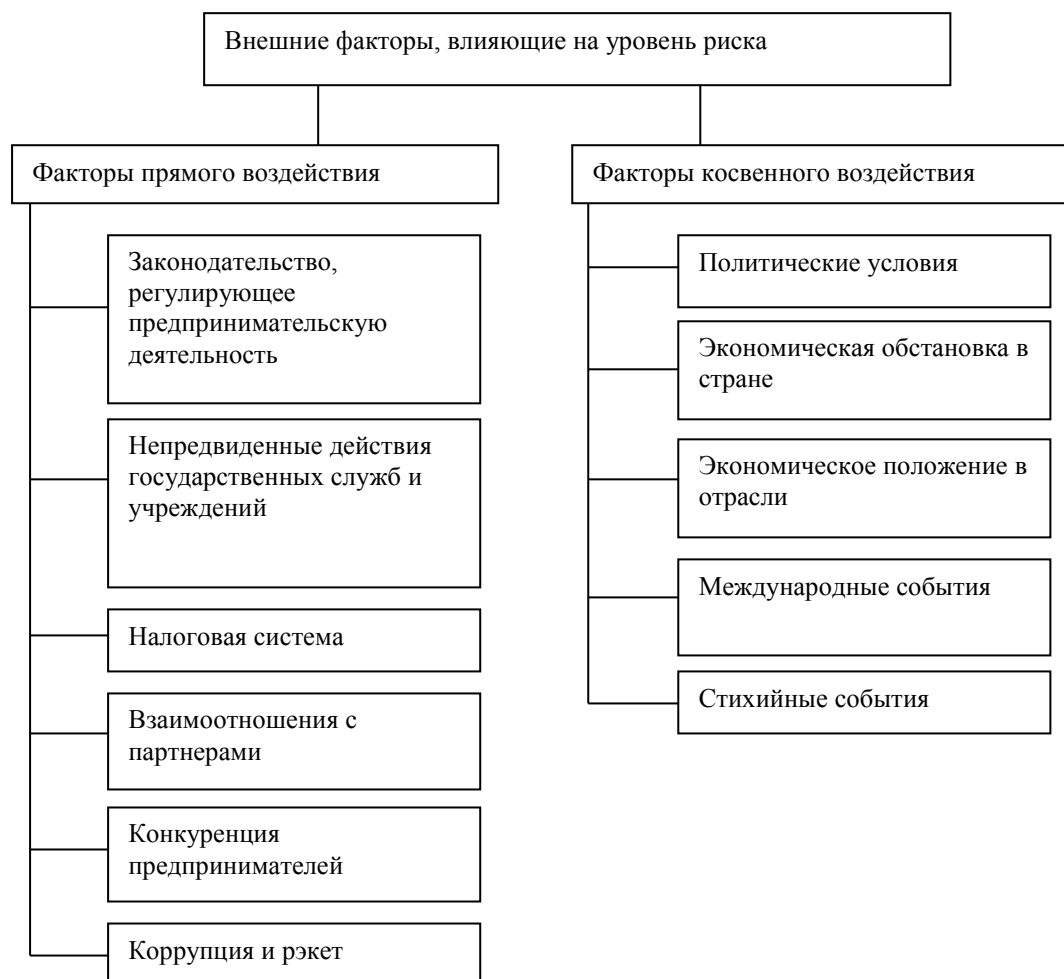 Внешние факторы, влияющие на уровень риска
Факторы прямого воздействия
Законодательство,
регулирующее
предпринимательскую
деятельность
Непредвиденные действия
государственных служб и
учреждений
Налоговая система
Взаимоотношения с
партнерами
Конкуренция
предпринимателей
Коррупция и рэкет
Факторы косвенного воздействия
Политические условия
Экономическая обстановка в
стране
Экономическое положение в
отрасли
Международные события
Стихийные события